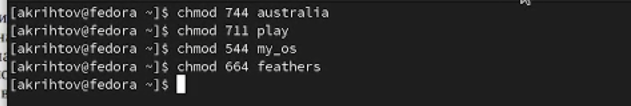 [akrihtov@fedora ~]$ chmod 744 australia
[akrihtov@fedora ~]$ chmod 711 play
[akrihtov@fedora ~]$ chmod 544 my_os
[akrihtov@fedora ~]$ chmod 664 feathers
[akrihtov@fedora ~]$